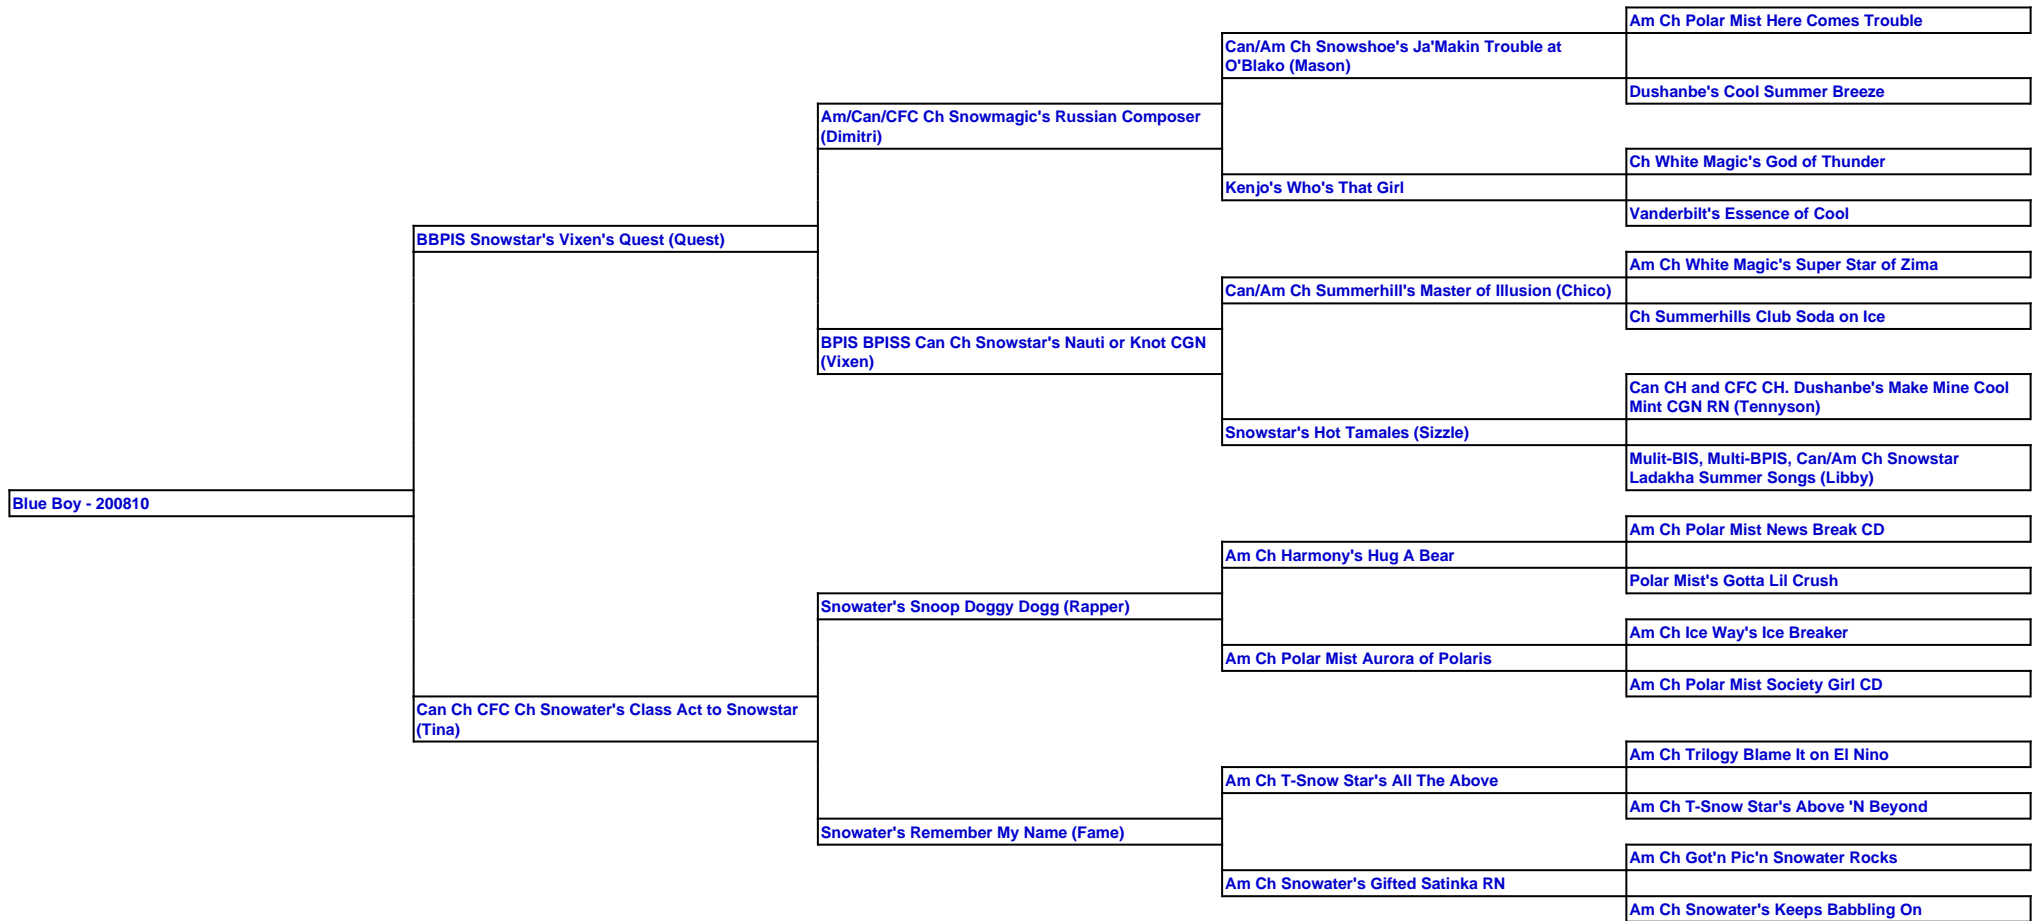 Am Ch Polar Mist Here Comes Trouble
Can/Am Ch Snowshoe's Ja'Makin Trouble at
O'Blako (Mason)
Dushanbe's Cool Summer Breeze
Am/Can/CFC Ch Snowmagic's Russian Composer
(Dimitri)
Ch White Magic's God of Thunder
Kenjo's Who's That Girl
Vanderbilt's Essence of Cool
BBPIS Snowstar's Vixen's Quest (Quest)
Am Ch White Magic's Super Star of Zima
Can/Am Ch Summerhill's Master of Illusion (Chico)
Ch Summerhills Club Soda on Ice
BPIS BPISS Can Ch Snowstar's Nauti or Knot CGN
(Vixen)
Can CH and CFC CH. Dushanbe's Make Mine Cool
Mint CGN RN (Tennyson)
Snowstar's Hot Tamales (Sizzle)
Mulit-BIS, Multi-BPIS, Can/Am Ch Snowstar
Ladakha Summer Songs (Libby)
Blue Boy - 200810
Am Ch Polar Mist News Break CD
Am Ch Harmony's Hug A Bear
Polar Mist's Gotta Lil Crush
Snowater's Snoop Doggy Dogg (Rapper)
Am Ch Ice Way's Ice Breaker
Am Ch Polar Mist Aurora of Polaris
Am Ch Polar Mist Society Girl CD
Can Ch CFC Ch Snowater's Class Act to Snowstar
(Tina)
Am Ch Trilogy Blame It on El Nino
Am Ch T-Snow Star's All The Above
Am Ch T-Snow Star's Above 'N Beyond
Snowater's Remember My Name (Fame)
Am Ch Got'n Pic'n Snowater Rocks
Am Ch Snowater's Gifted Satinka RN
Am Ch Snowater's Keeps Babbling On